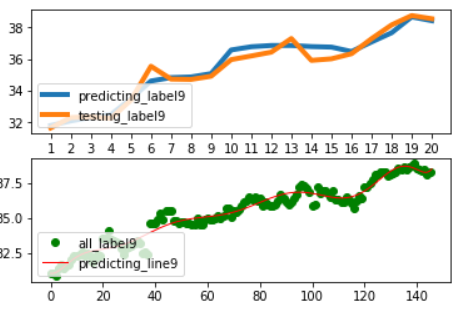 38
36
34
32
predicting_label9
testing_label9
1 2 3 4 5 6 7 8 9 10 11 12 13 14 15 16 17 18 19 20
37.5
35.0
32.5
all_label9
predicting_line9
0 20 40 60 80 100 120 140